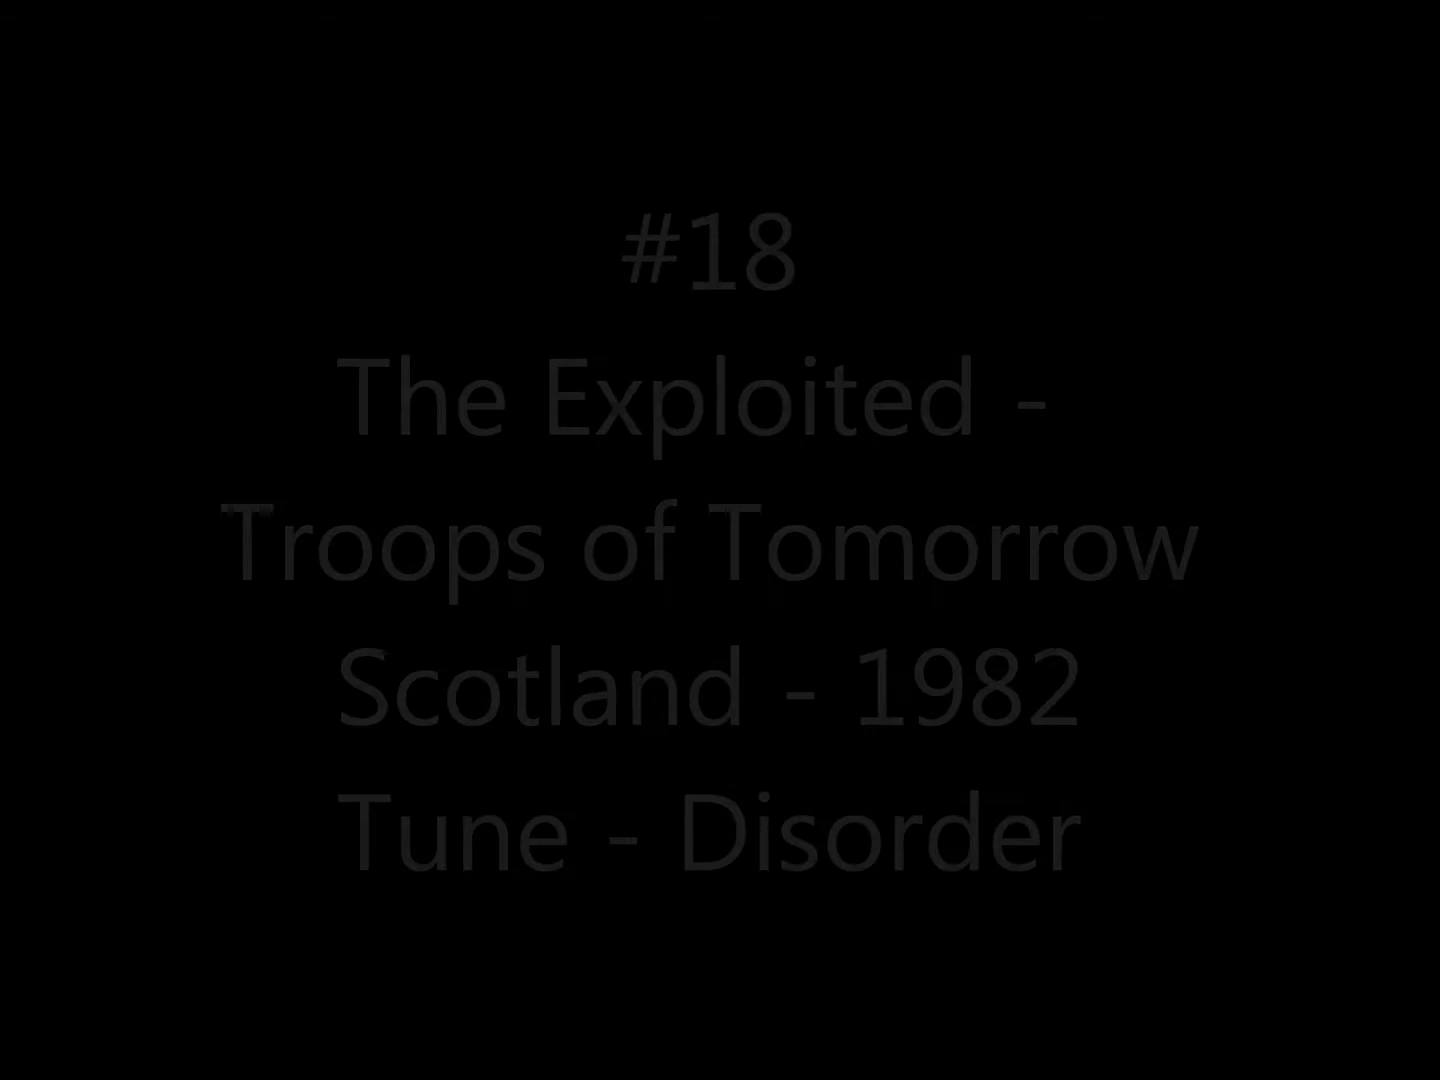 #18
The Exploited -
Troops of Tomorrow
Scotland - 1982
Tune - Disorder